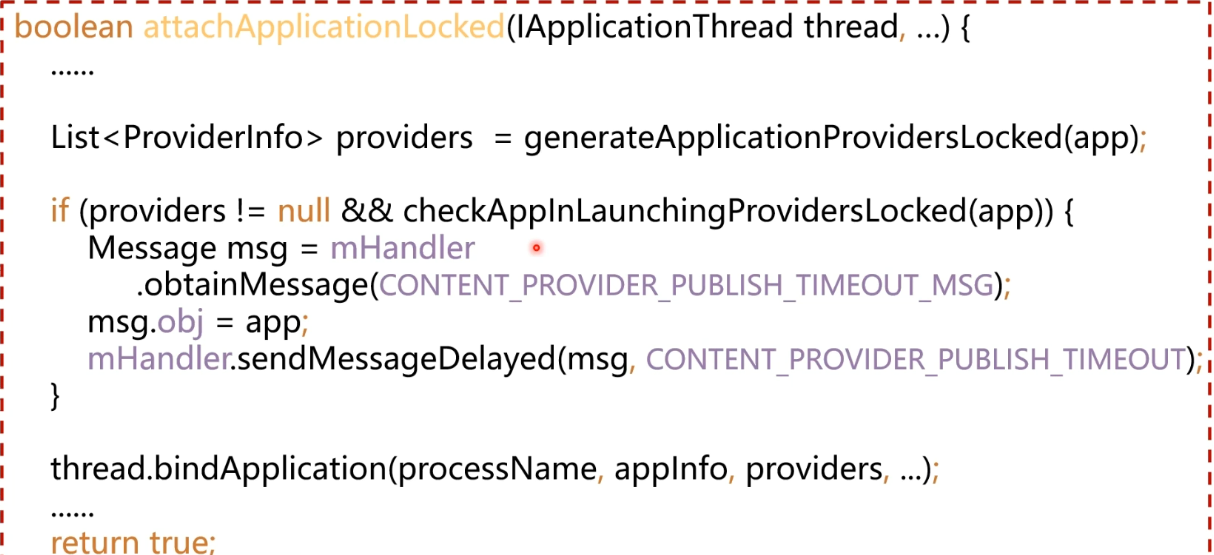 boolean attachApplicationLocked(IApplicationThread thread, ...) {
......
List<ProviderInfo> providers  = generateApplicationProvidersLocked(app);
if (providers != null && checkAppInLaunchingProvidersLocked(app)) {
Message msg = mHandler
.obtainMessage(CONTENT_PROVIDER_PUBLISH_TIMEOUT_MSG);
msg.obj = app;
mHandler.sendMessageDelayed(msg, CONTENT_PROVIDER_PUBLISH_TIMEOUT);
}
thread.bindApplication(processName, appInfo, providers, ...);
......
return true;